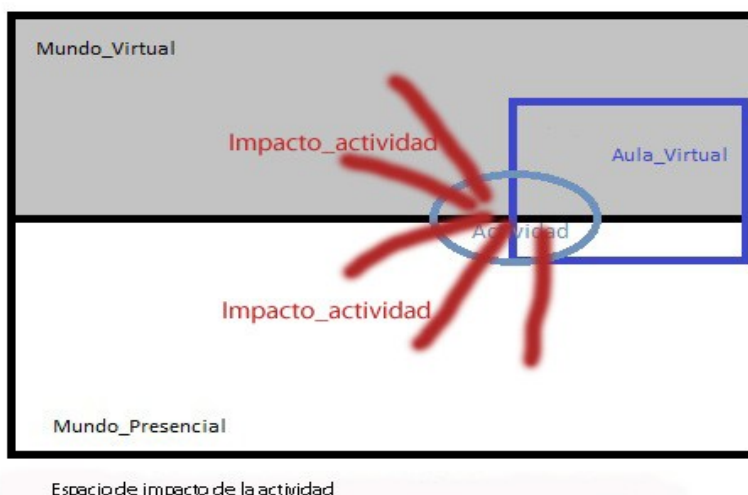 Mundo_Virtual
Impacto_actividad
Aula_Virtual
Actividad
Impacto_actividad
Mundo_Presencial
Espacio de impacto de la actividad